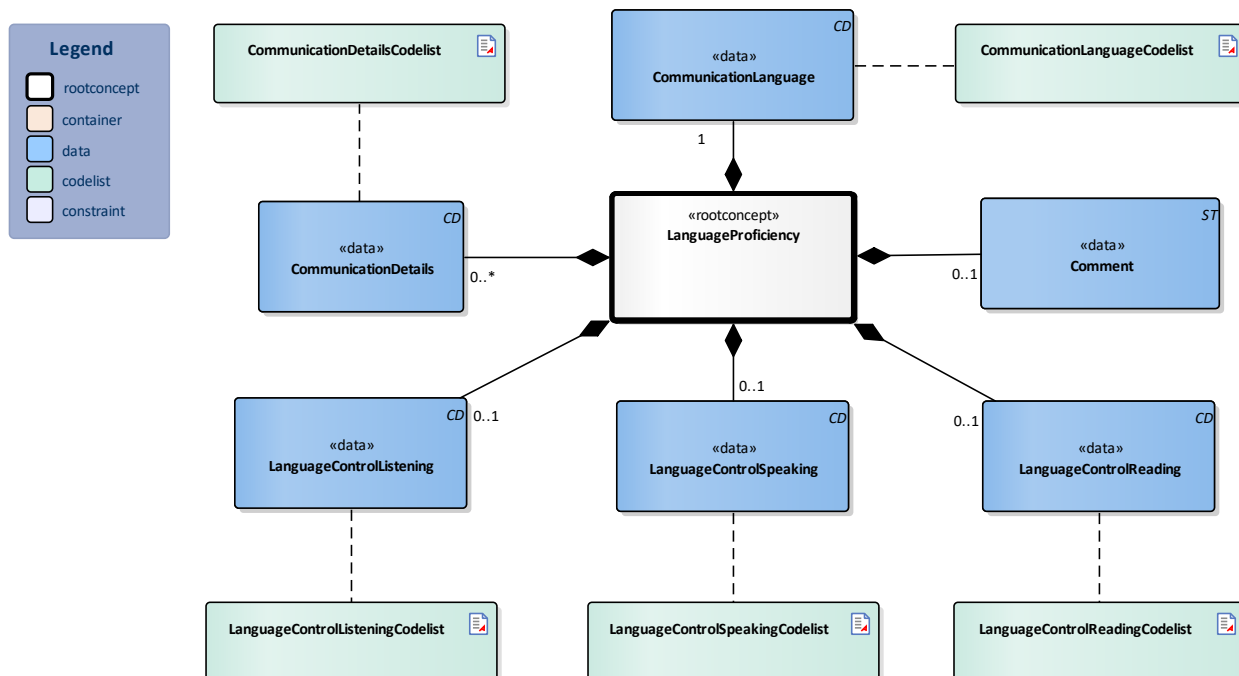 Legend
rootconcept
container
data
codelist
constraint
CommunicationDetailsCodelist
CD
«data»
CommunicationLanguage
CommunicationLanguageCodelist
1
CD
«data»
CommunicationDetails
0..*
«rootconcept»
LanguageProficiency
ST
«data»
Comment
0..1
CD
«data»
LanguageControlListening
0..1
CD
«data»
LanguageControlSpeaking
0..1
CD
«data»
LanguageControlReading
0..1
LanguageControlListeningCodelist
LanguageControlSpeakingCodelist
LanguageControlReadingCodelist